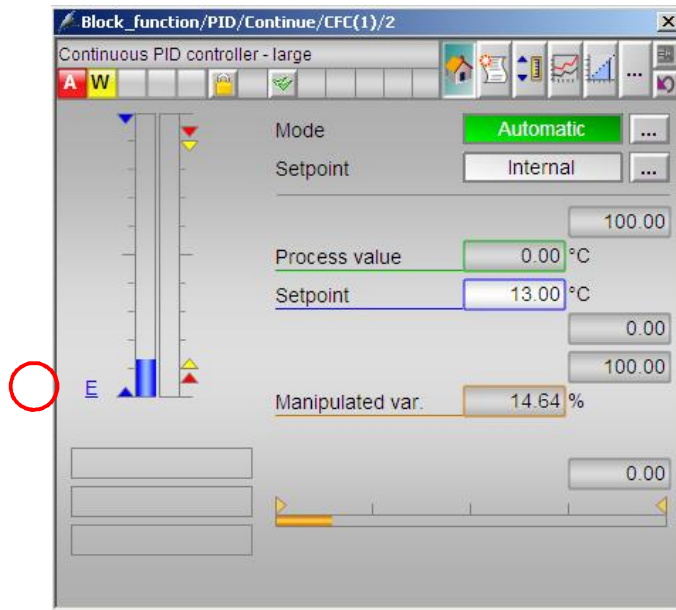 Block_function/PID/Continue/CFC(1)/2
Continuous PID controller - large
A W
...
Mode Automatic ...
Setpoint Internal ...
100.00
Process value 0.00 °C
Setpoint 13.00 °C
0.00
100.00
E
Manipulated var. 14.64 %
0.00